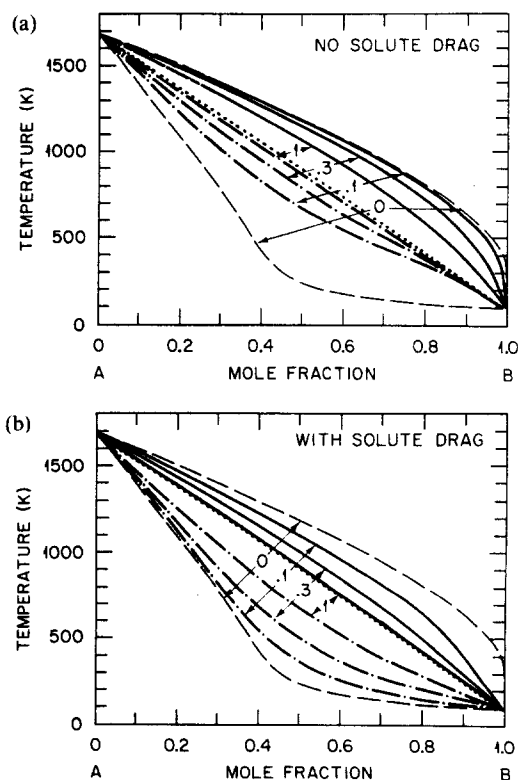 (a)
NO SOLUTE DRAG
TEMPERATURE (K)
1500
1000
500
0
1
.3
.1
0
0 0.2 0.4 0.6 0.8 1.0
A MOLE FRACTION B
(b)
WITH SOLUTE DRAG
TEMPERATURE (K)
1500
1000
500
0
0
.1
.3
1
0 0.2 0.4 0.6 0.8 1.0
A MOLE FRACTION B